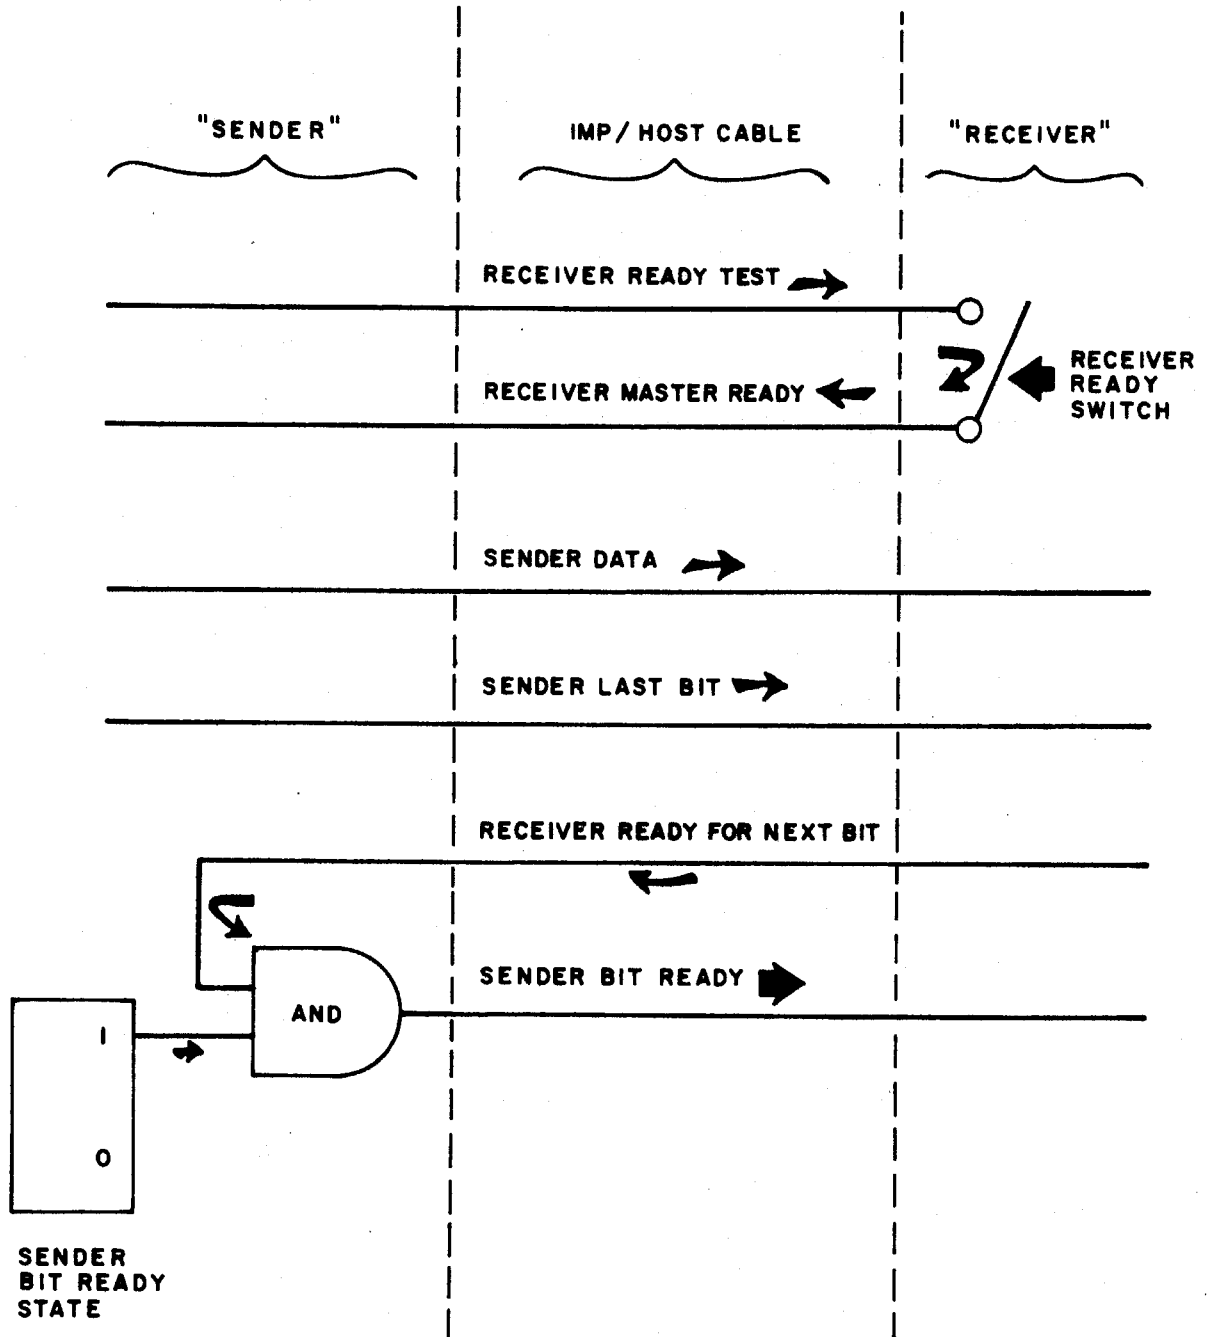 "SENDER"
IMP/HOST CABLE
"RECEIVER"
RECEIVER READY TEST
RECEIVER MASTER READY
RECEIVER
READY
SWITCH
SENDER DATA
SENDER LAST BIT
RECEIVER READY FOR NEXT BIT
SENDER BIT READY
AND
1
0
SENDER
BIT READY
STATE